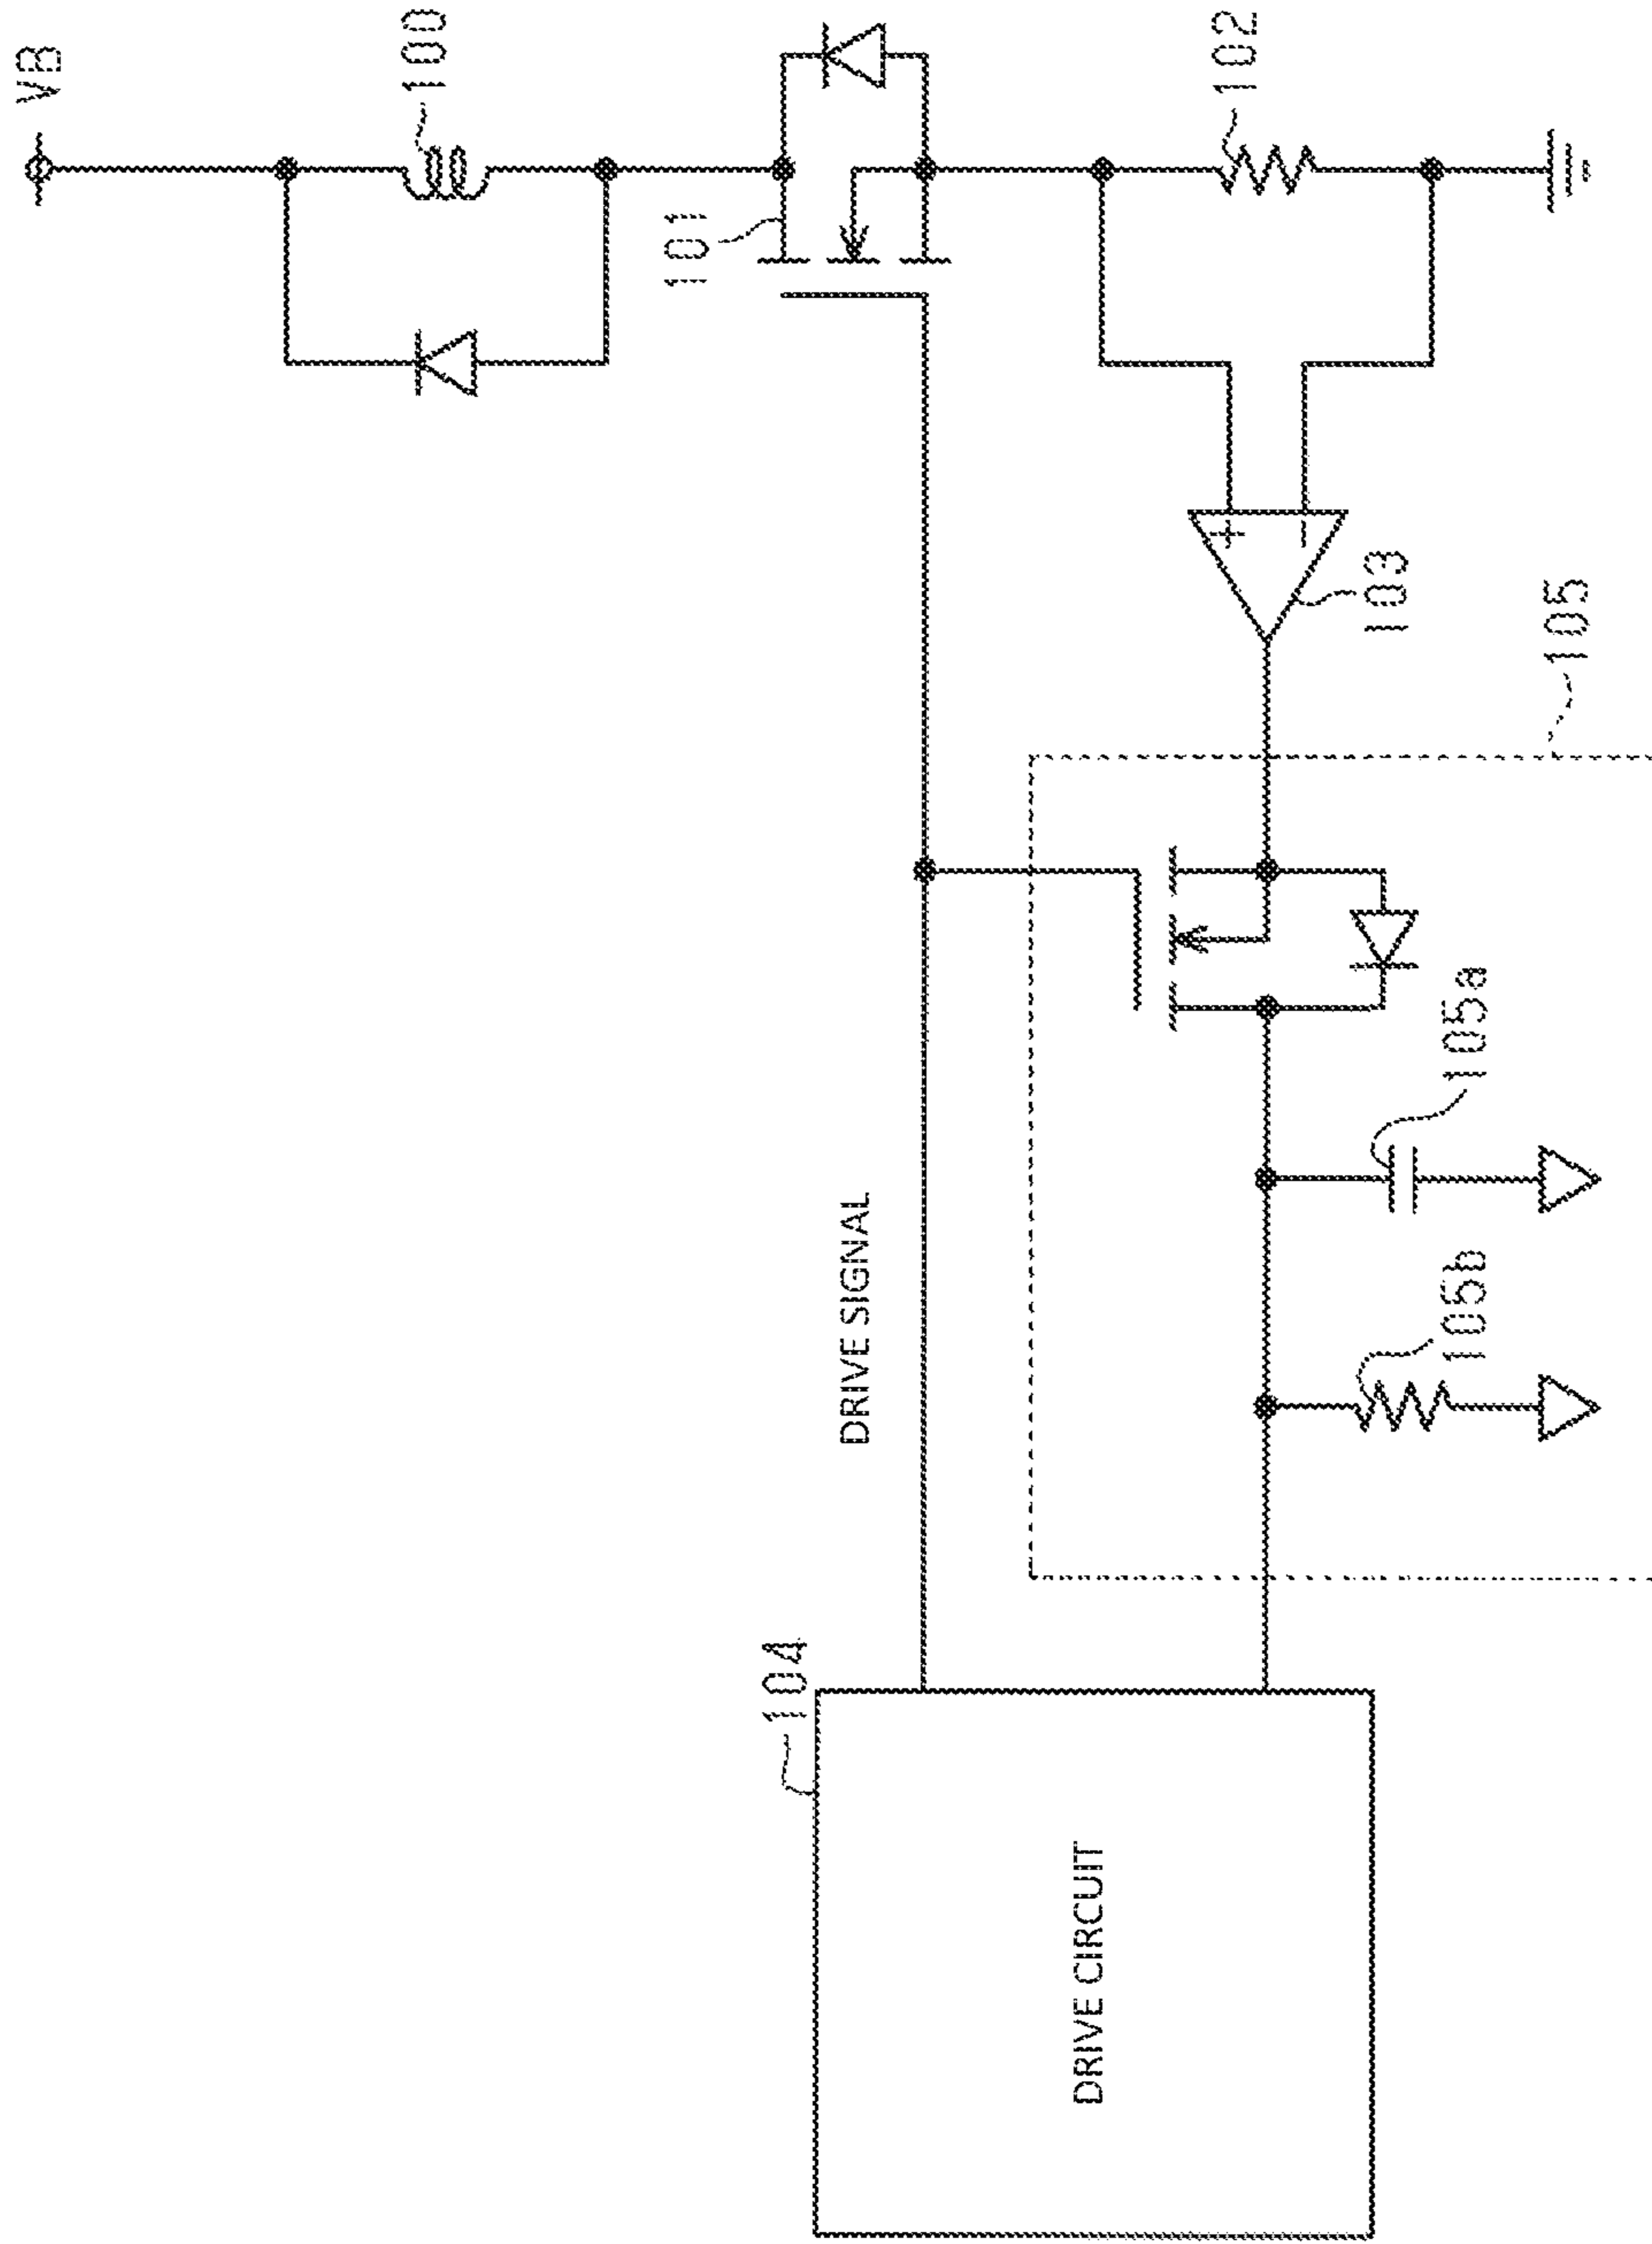 VB
100
101
102
103
105
DRIVE SIGNAL
105a
105b
104
DRIVE CIRCUIT
+
−